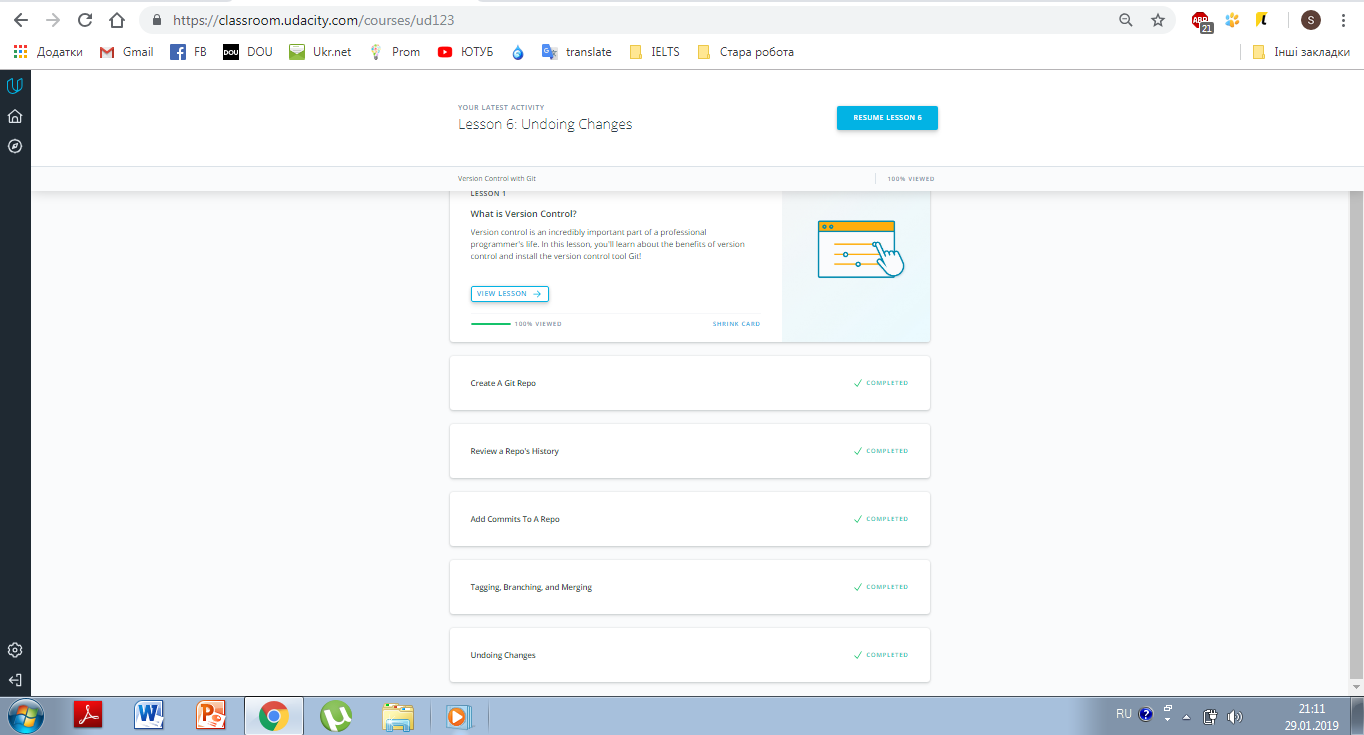 https://classroom.udacity.com/courses/ud123
ABP
21
S
Додатки
Gmail
FB
DOU
DOU
Ukr.net
Prom
ЮТУБ
translate
IELTS
Стара робота
Інші закладки
YOUR LATEST ACTIVITY
Lesson 6: Undoing Changes
RESUME LESSON 6
Version Control with Git
100% VIEWED
LESSON 1
What is Version Control?
Version control is an incredibly important part of a professional
programmer's life. In this lesson, you'll learn about the benefits of version
control and install the version control tool Git!
VIEW LESSON
100% VIEWED
SHRINK CARD
Create A Git Repo
COMPLETED
Review a Repo's History
COMPLETED
Add Commits To A Repo
COMPLETED
Tagging, Branching, and Merging
COMPLETED
Undoing Changes
COMPLETED
RU
21:11
29.01.2019